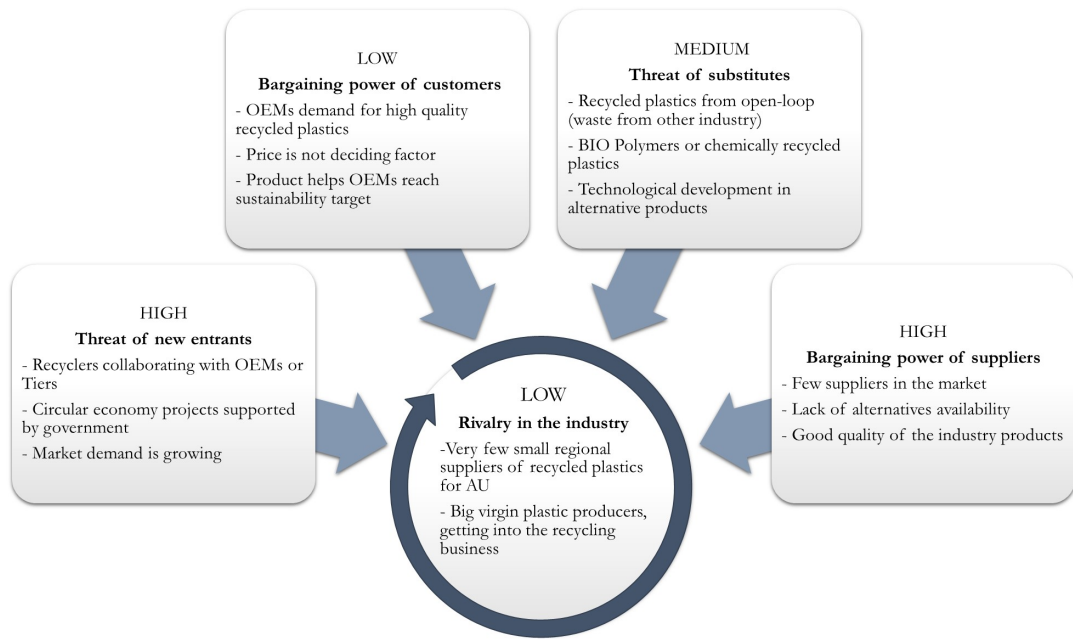 LOW
Bargaining power of customers
- OEMs demand for high quality
recycled plastics
- Price is not deciding factor
- Product helps OEMs reach
sustainability target
MEDIUM
Threat of substitutes
- Recycled plastics from open-loop
(waste from other industry)
- BIO Polymers or chemically recycled
plastics
- Technological development in
alternative products
HIGH
Threat of new entrants
- Recyclers collaborating with OEMs or
Tiers
- Circular economy projects supported
by government
- Market demand is growing
LOW
Rivalry in the industry
-Very few small regional
suppliers of recycled plastics
for AU
- Big virgin plastic producers,
getting into the recycling
business
HIGH
Bargaining power of suppliers
- Few suppliers in the market
- Lack of alternatives availability
- Good quality of the industry products